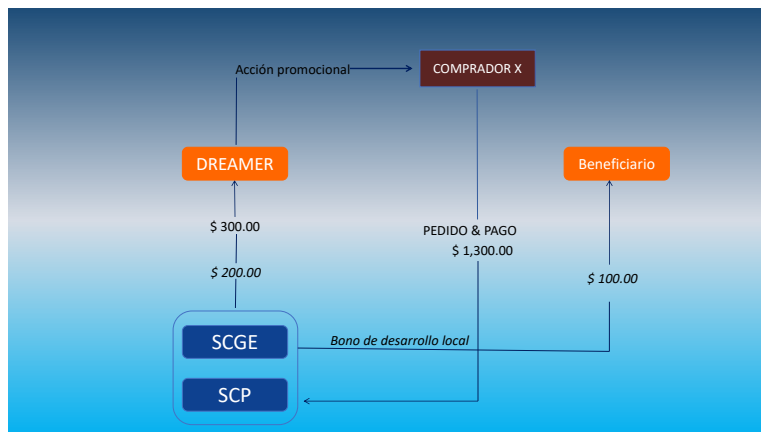 Acción promocional
COMPRADOR X
DREAMER
Beneficiario
$ 300.00
PEDIDO & PAGO
$ 1,300.00
$ 200.00
$ 100.00
SCGE
Bono de desarrollo local
SCP